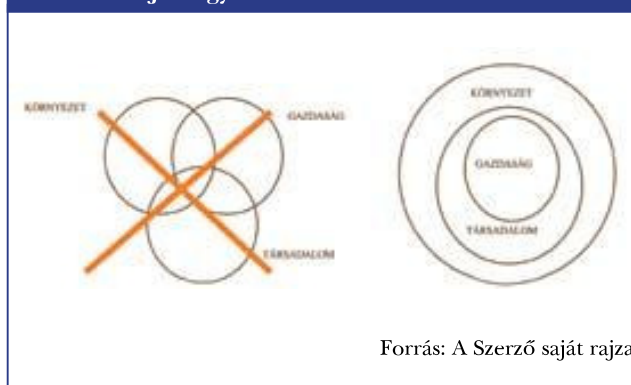 KÖRNYEZET
GAZDASÁG
TÁRSADALOM
KÖRNYEZET
GAZDASÁG
TÁRSADALOM
Forrás: A Szerző saját rajza